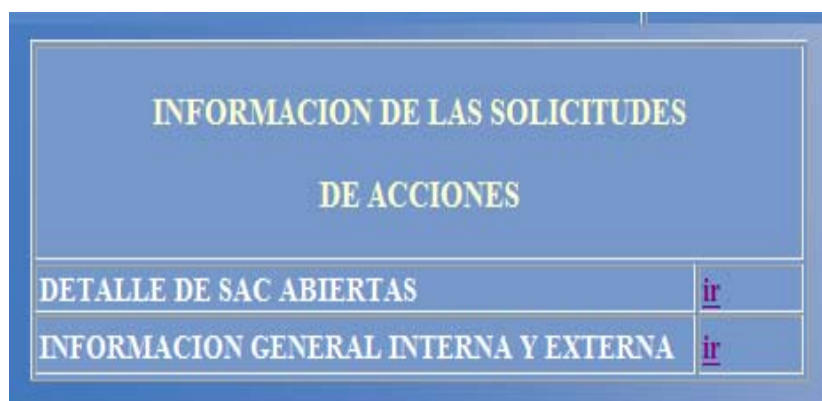 INFORMACION DE LAS SOLICITUDES
DE ACCIONES
DETALLE DE SAC ABIERTAS ir
INFORMACION GENERAL INTERNA Y EXTERNA ir